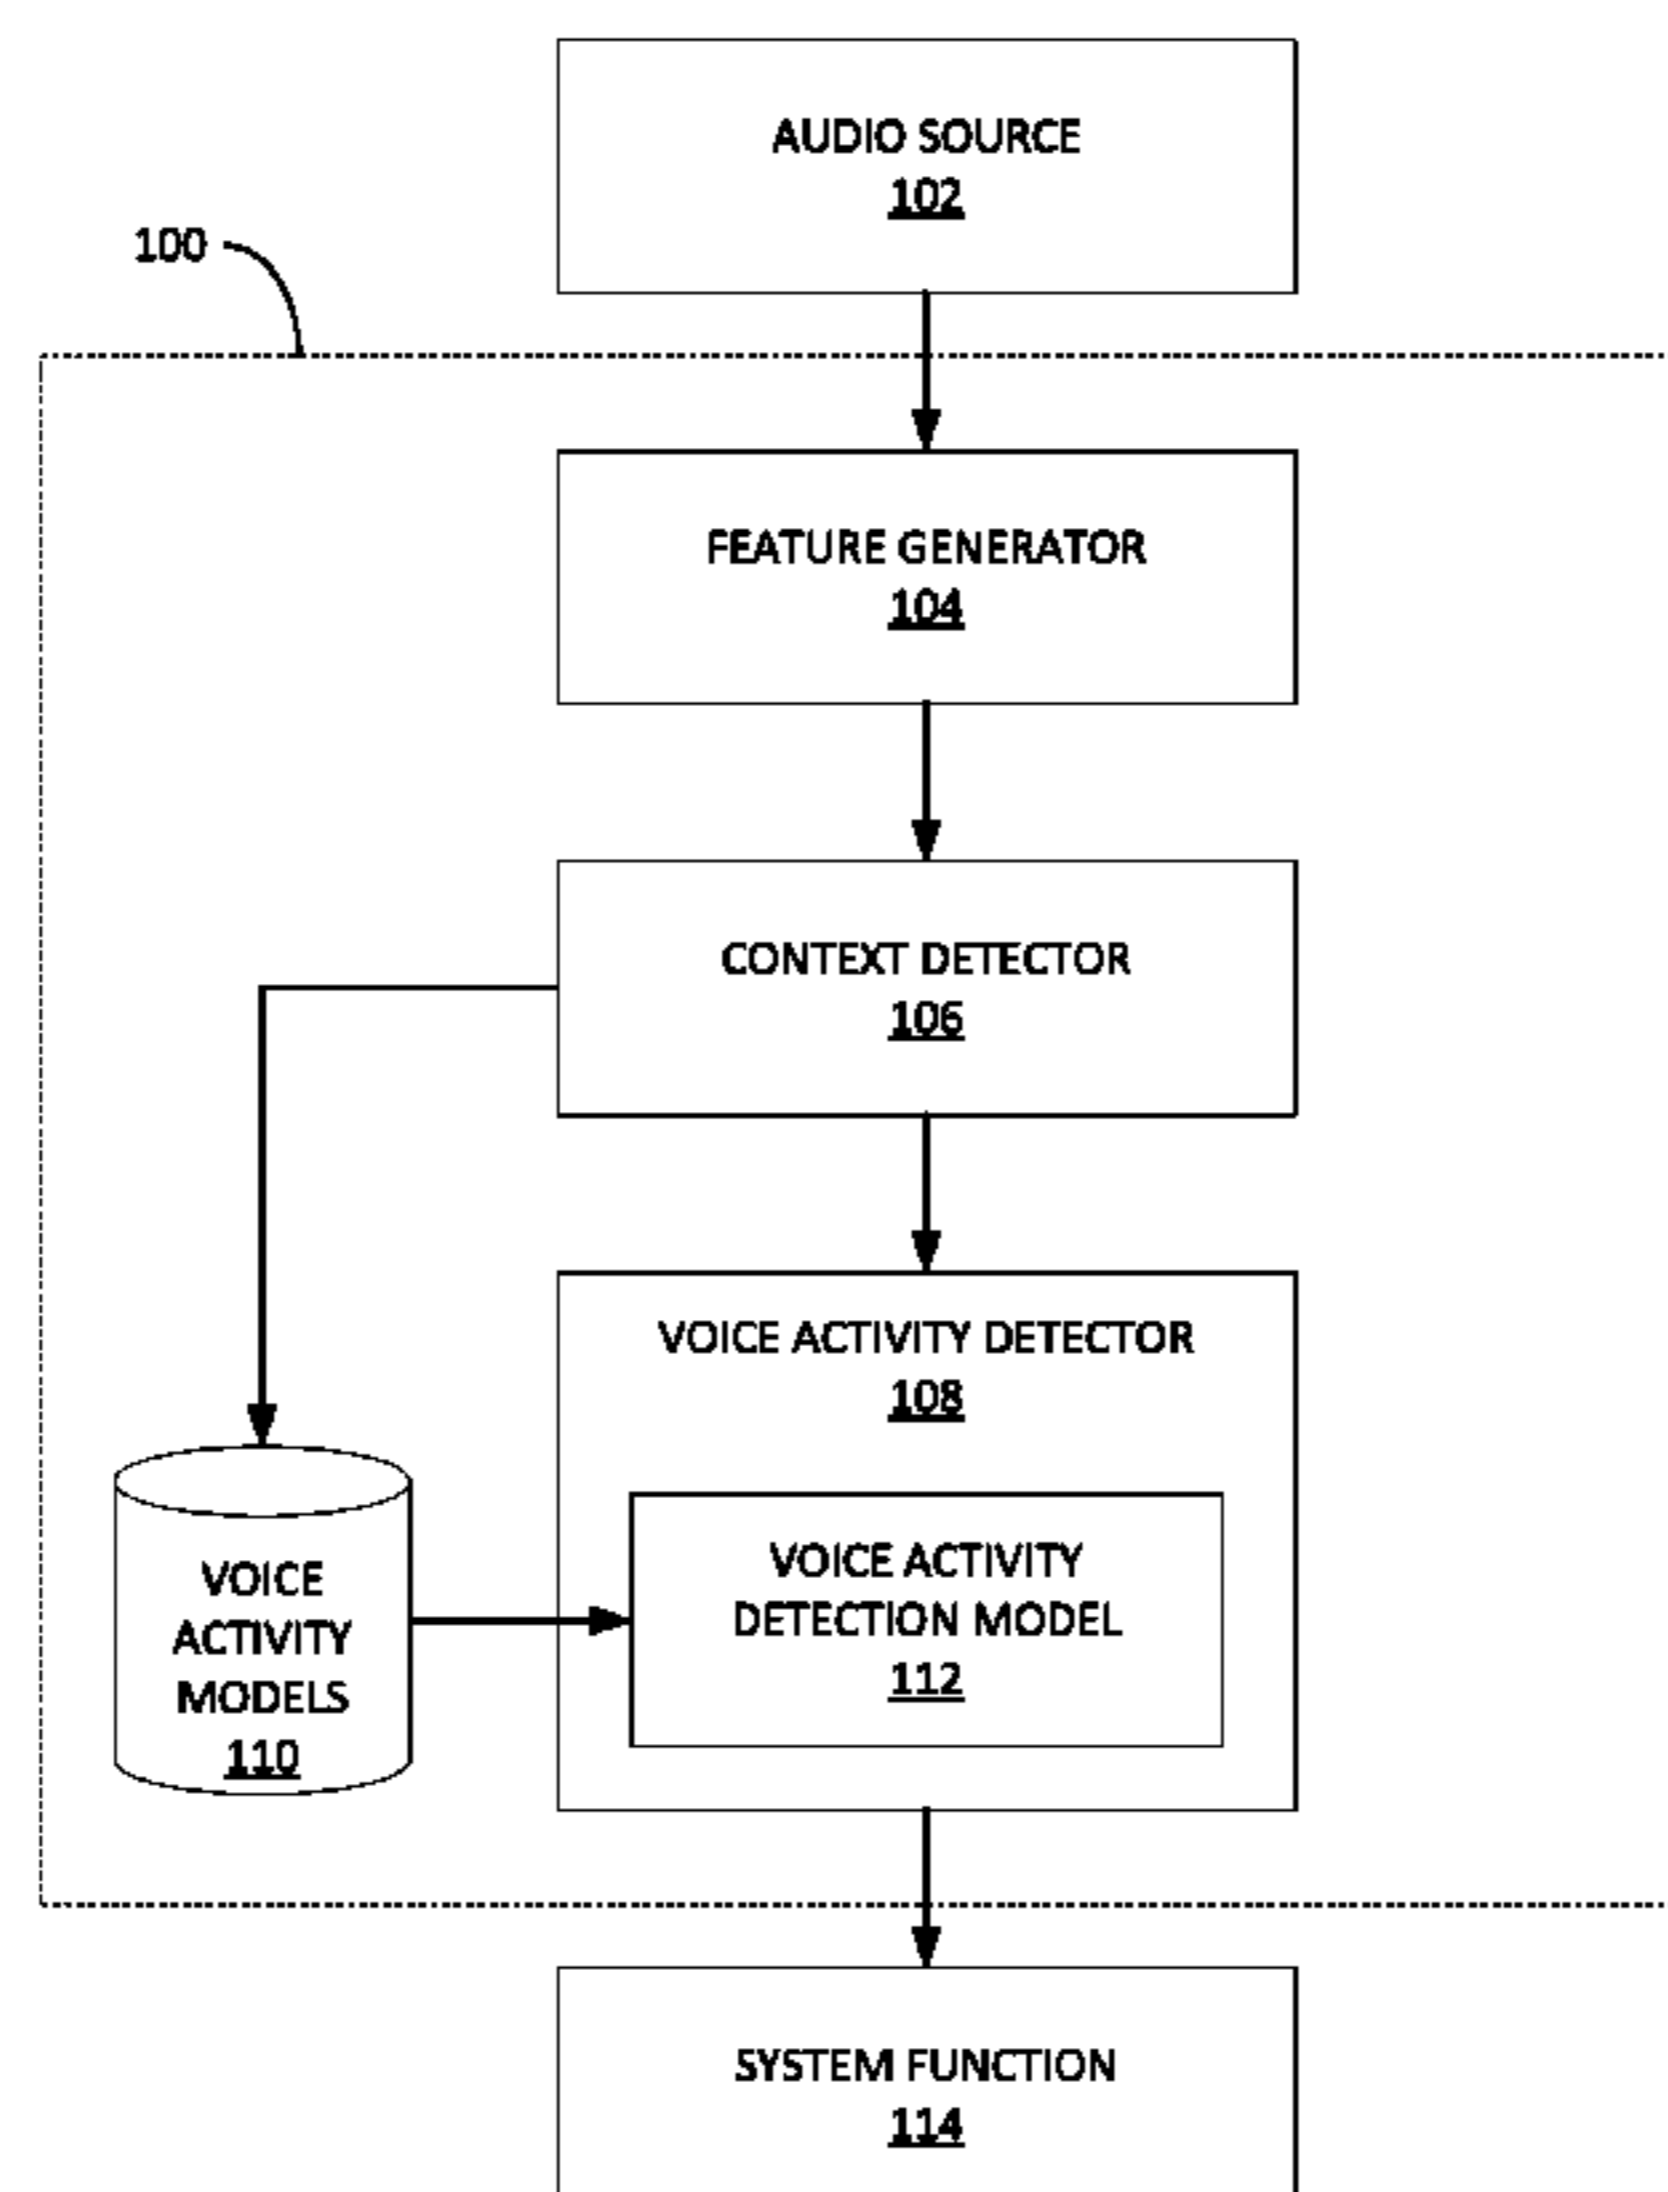 AUDIO SOURCE
102
100
FEATURE GENERATOR
104
CONTEXT DETECTOR
106
VOICE ACTIVITY DETECTOR
108
VOICE ACTIVITY
DETECTION MODEL
112
VOICE
ACTIVITY
MODELS
110
SYSTEM FUNCTION
114